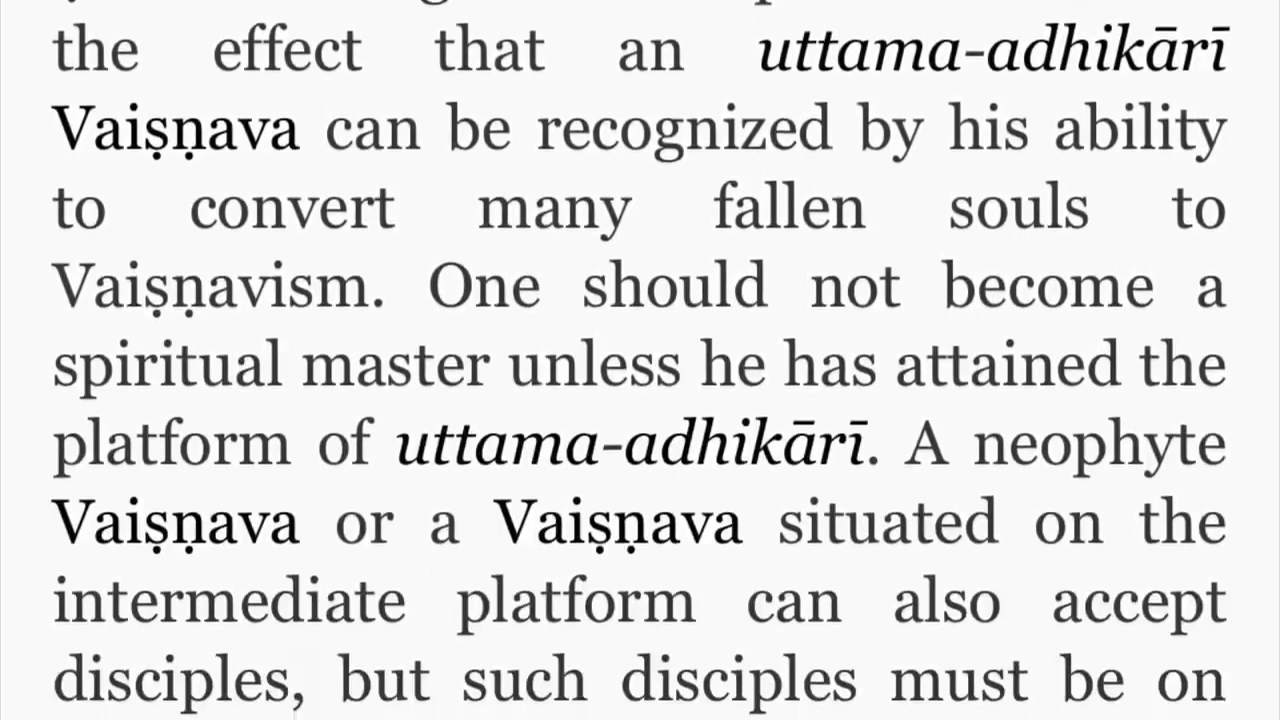 the effect that an uttama-adhikārī
Vaiṣṇava can be recognized by his ability
to convert many fallen souls to
Vaiṣṇavism. One should not become a
spiritual master unless he has attained the
platform of uttama-adhikārī. A neophyte
Vaiṣṇava or a Vaiṣṇava situated on the
intermediate platform can also accept
disciples, but such disciples must be on